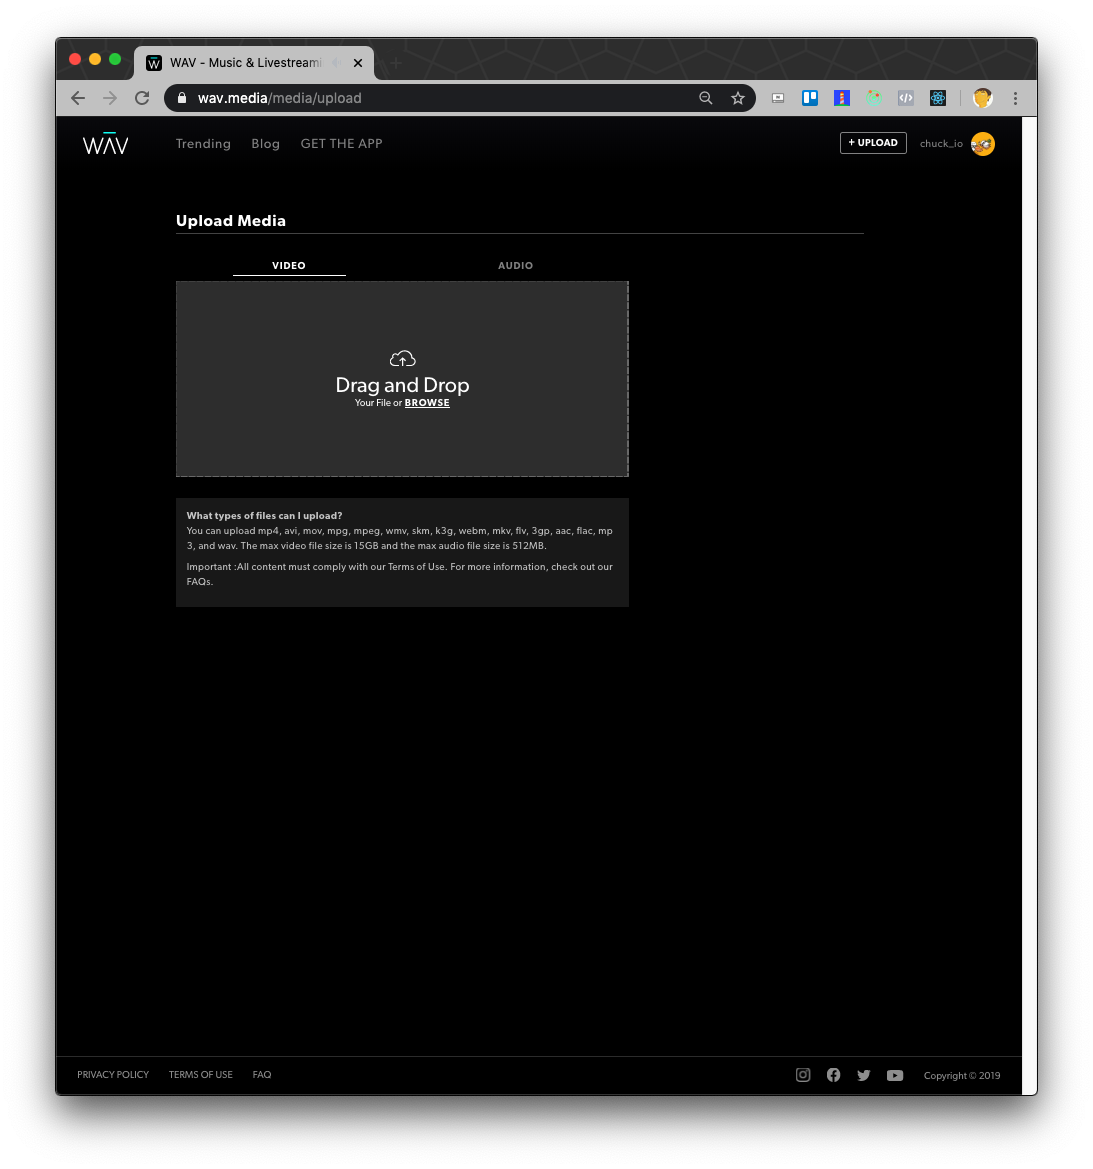 WAV - Music & Livestreami
wav.media/media/upload
WAV
Trending Blog GET THE APP
+ UPLOAD chuck_io
Upload Media
VIDEO AUDIO
Drag and Drop
Your File or BROWSE
What types of files can I upload?
You can upload mp4, avi, mov, mpg, mpeg, wmv, skm, k3g, webm, mkv, flv, 3gp, aac, flac, mp
3, and wav. The max video file size is 15GB and the max audio file size is 512MB.
Important :All content must comply with our Terms of Use. For more information, check out our
FAQs.
PRIVACY POLICY TERMS OF USE FAQ
Copyright © 2019